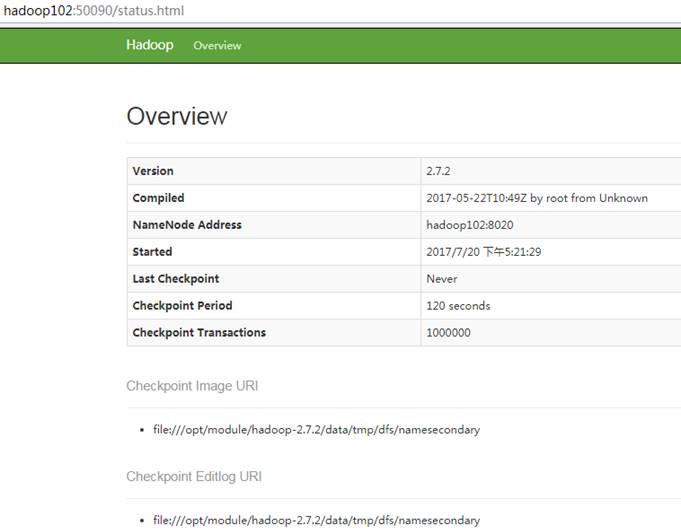 hadoop102:50090/status.html
Hadoop Overview
Overview
Version 2.7.2
Compiled 2017-05-22T10:49Z by root from Unknown
NameNode Address hadoop102:8020
Started 2017/7/20 下午5:21:29
Last Checkpoint Never
Checkpoint Period 120 seconds
Checkpoint Transactions 1000000
Checkpoint Image URI
• file:///opt/module/hadoop-2.7.2/data/tmp/dfs/namesecondary
Checkpoint Editlog URI
• file:///opt/module/hadoop-2.7.2/data/tmp/dfs/namesecondary